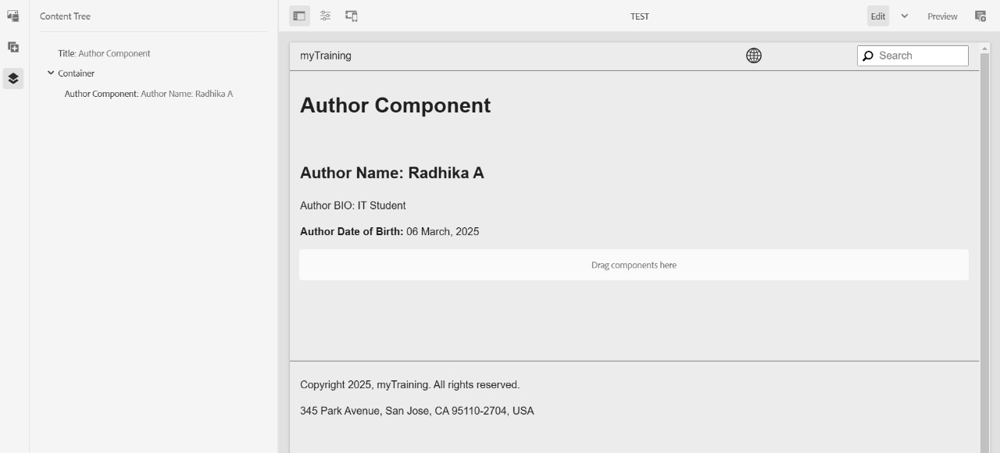 Content Tree
Title: Author Component
Container
Author Component: Author Name: Radhika A
TEST
Edit
Preview
myTraining
Search
Author Component
Author Name: Radhika A
Author BIO: IT Student
Author Date of Birth: 06 March, 2025
Drag components here
Copyright 2025, myTraining. All rights reserved.
345 Park Avenue, San Jose, CA 95110-2704, USA